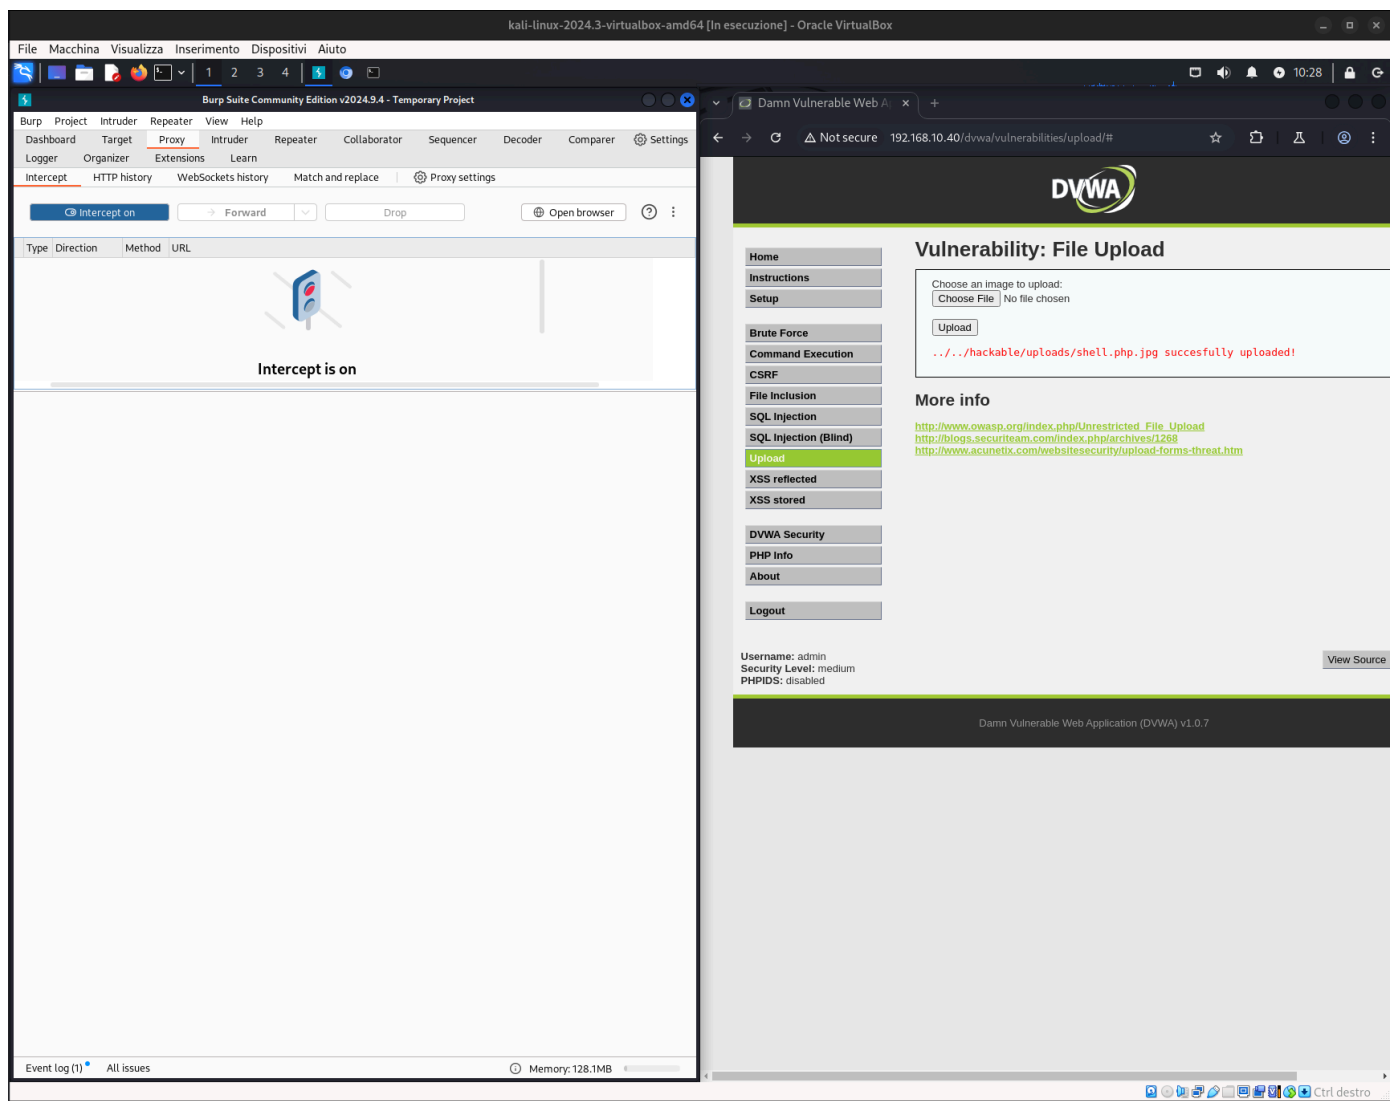 kali-linux-2024.3-virtualbox-amd64 [In esecuzione] - Oracle VirtualBox
File Macchina Visualizza Inserimento Dispositivi Aiuto
1 2 3 4
10:28
Burp Suite Community Edition v2024.9.4 - Temporary Project
Burp Project Intruder Repeater View Help
Dashboard Target Proxy Intruder Repeater Collaborator Sequencer Decoder Comparer Settings
Logger Organizer Extensions Learn
Intercept HTTP history WebSockets history Match and replace Proxy settings
Intercept on Forward Drop Open browser
Type Direction Method URL
Intercept is on
Event log (1) All issues
Memory: 128.1MB
Damn Vulnerable Web A
Not secure 192.168.10.40/dvwa/vulnerabilities/upload/#
DVWA
Home
Instructions
Setup
Brute Force
Command Execution
CSRF
File Inclusion
SQL Injection
SQL Injection (Blind)
Upload
XSS reflected
XSS stored
DVWA Security
PHP Info
About
Logout
Vulnerability: File Upload
Choose an image to upload:
Choose File No file chosen
Upload
../../hackable/uploads/shell.php.jpg succesfully uploaded!
More info
http://www.owasp.org/index.php/Unrestricted_File_Upload
http://blogs.securiteam.com/index.php/archives/1268
http://www.acunetix.com/websitesecurity/upload-forms-threat.htm
Username: admin
Security Level: medium
PHPIDS: disabled
View Source
Damn Vulnerable Web Application (DVWA) v1.0.7
Ctrl destro